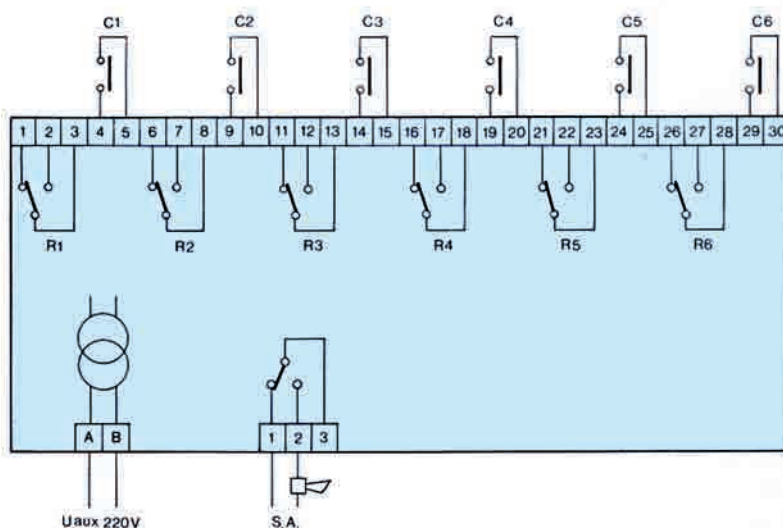 C1 C2 C3 C4 C5 C6
1 2 3 4 5 6 7 8 9 10 11 12 13 14 15 16 17 18 19 20 21 22 23 24 25 26 27 28 29 30
R1 R2 R3 R4 R5 R6
A B 1 2 3
Uaux 220V S.A.